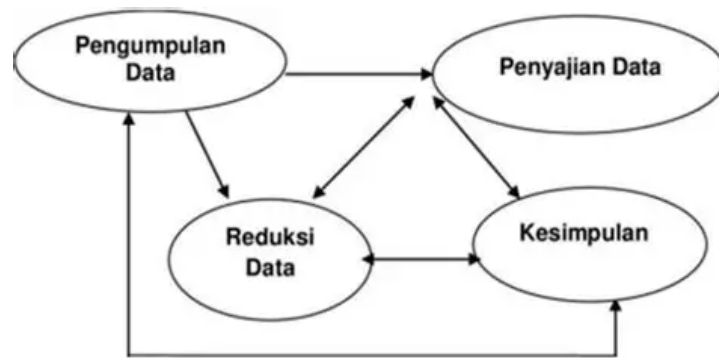 Pengumpulan
Data
Penyajian Data
Reduksi
Data
Kesimpulan